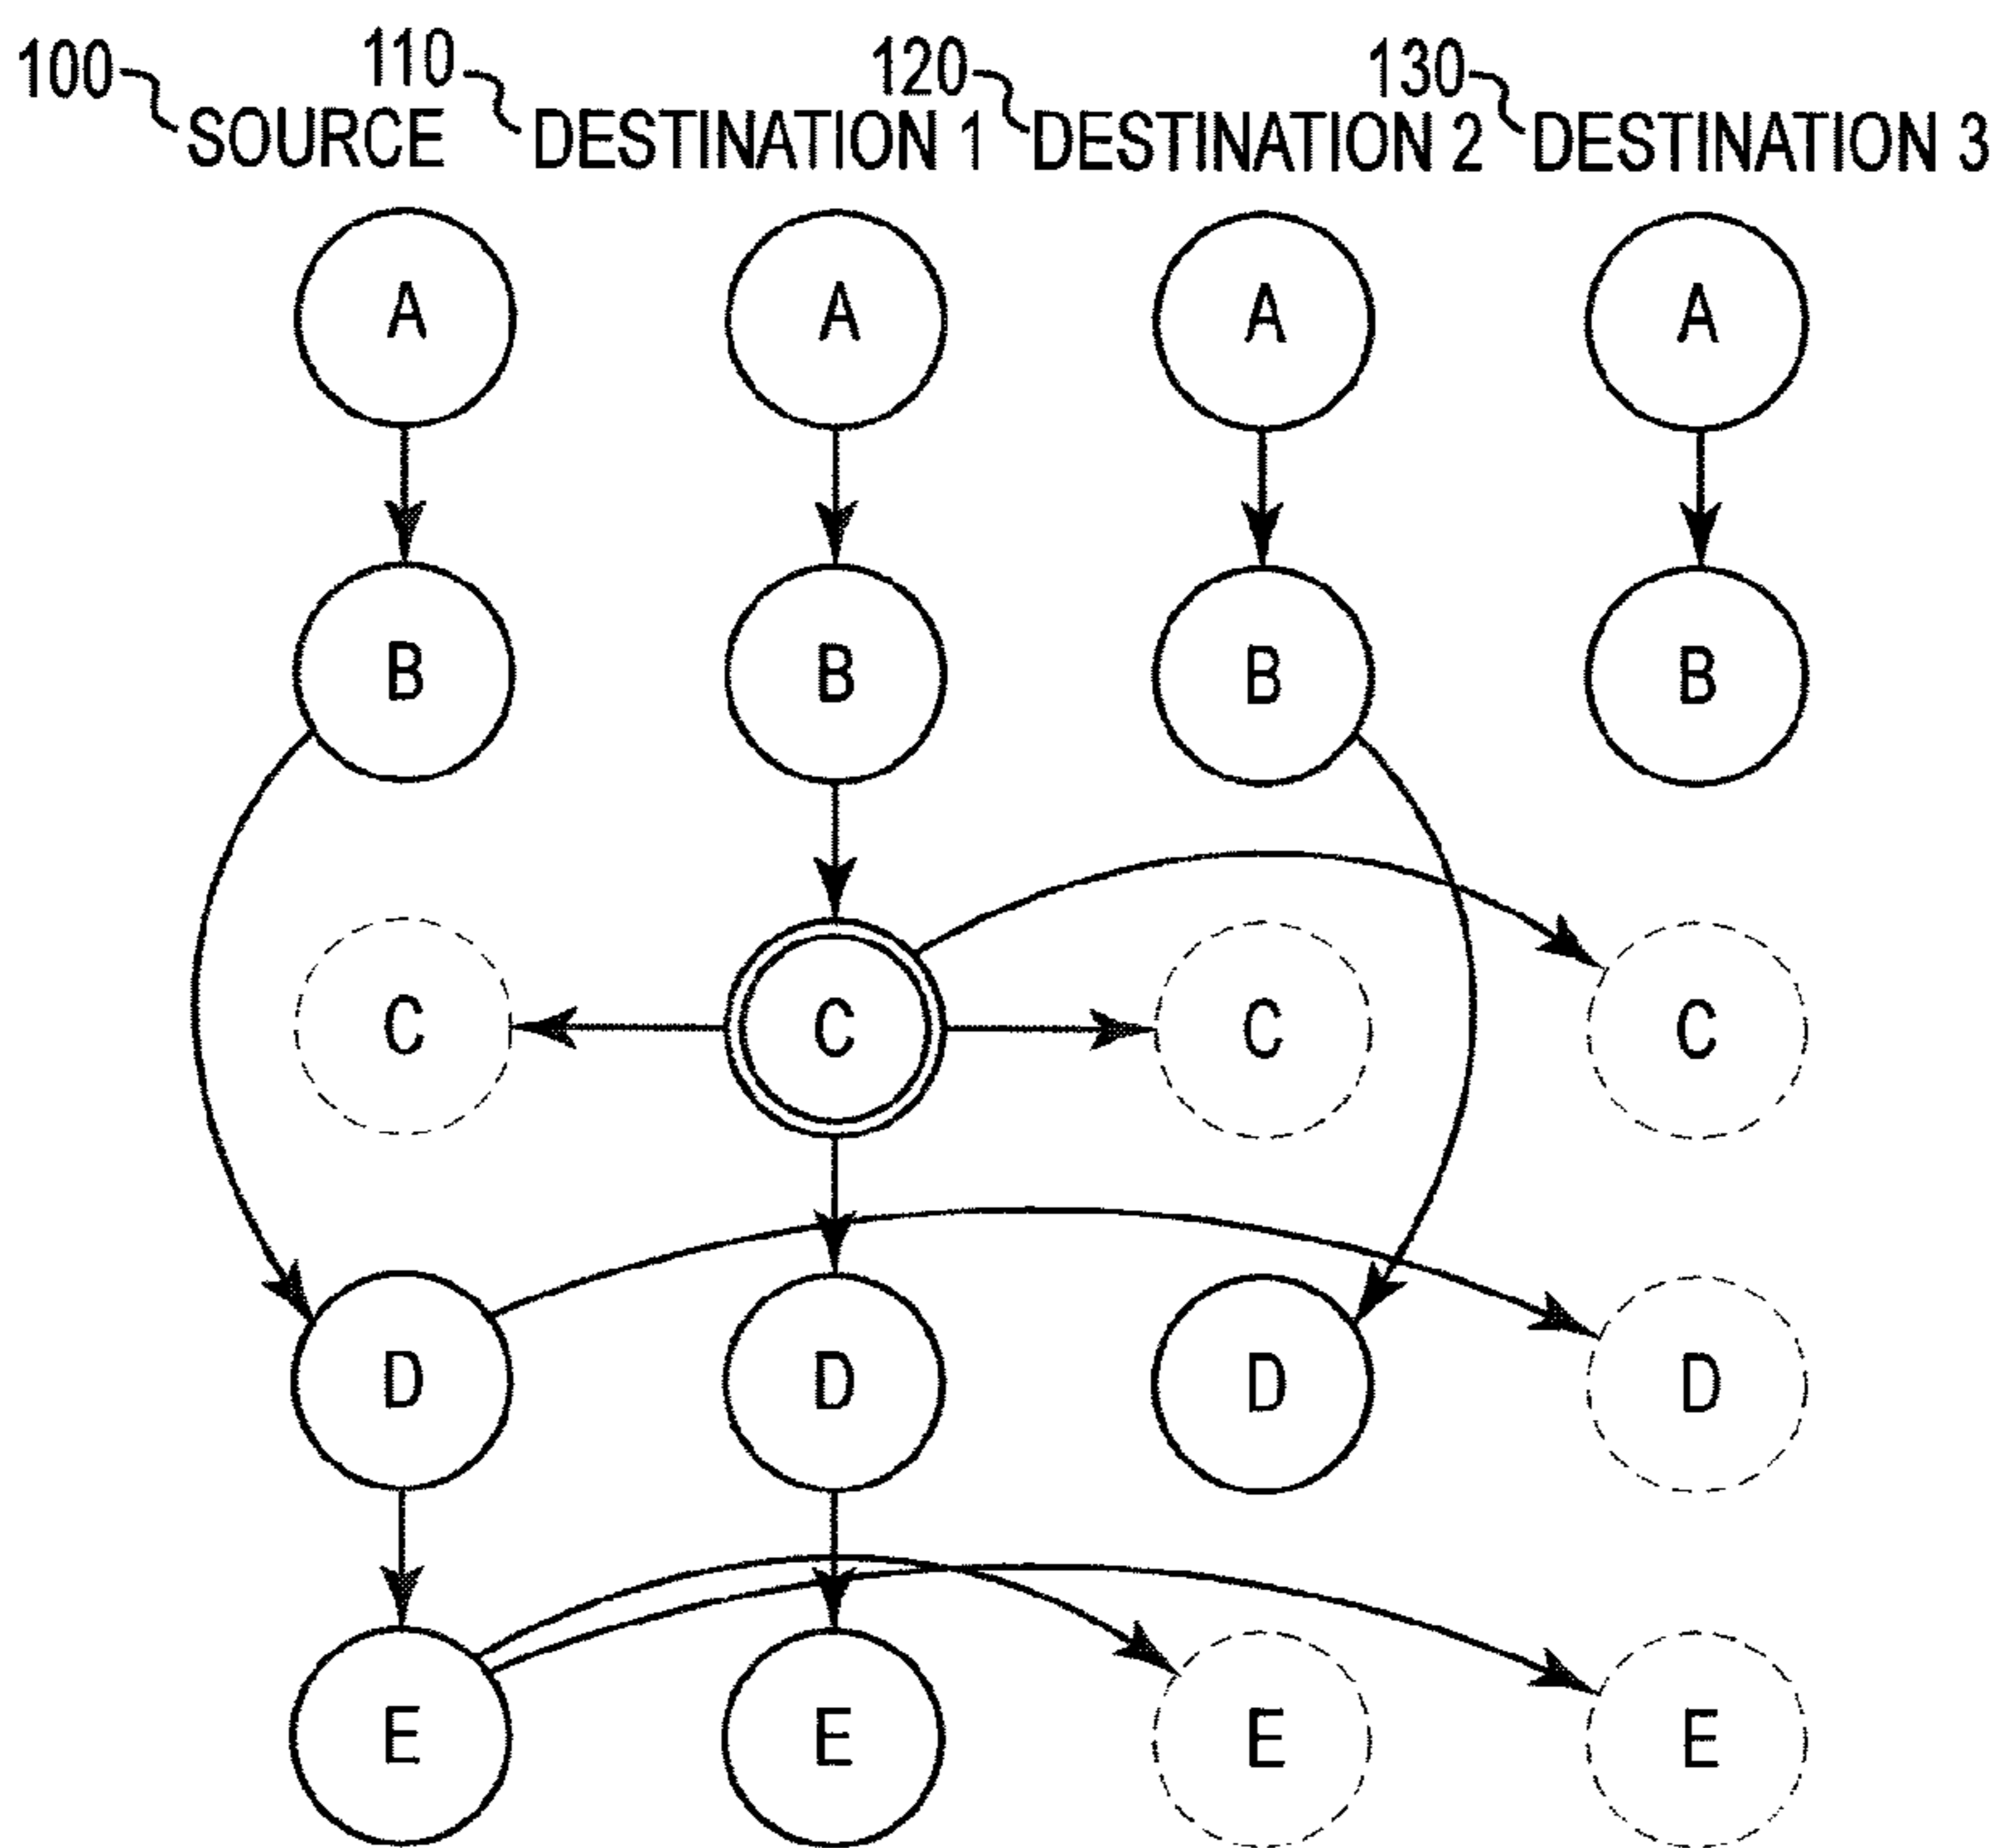 100 110 120 130
SOURCE DESTINATION 1 DESTINATION 2 DESTINATION 3
A A A A
B B B B
C C C C
D D D D
E E E E